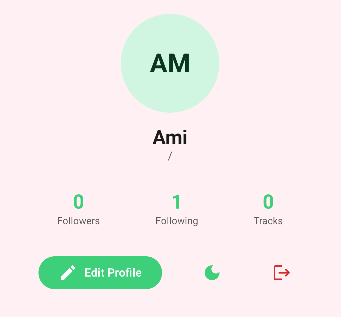 AM
Ami
/
0 1 0
Followers Following Tracks
Edit Profile